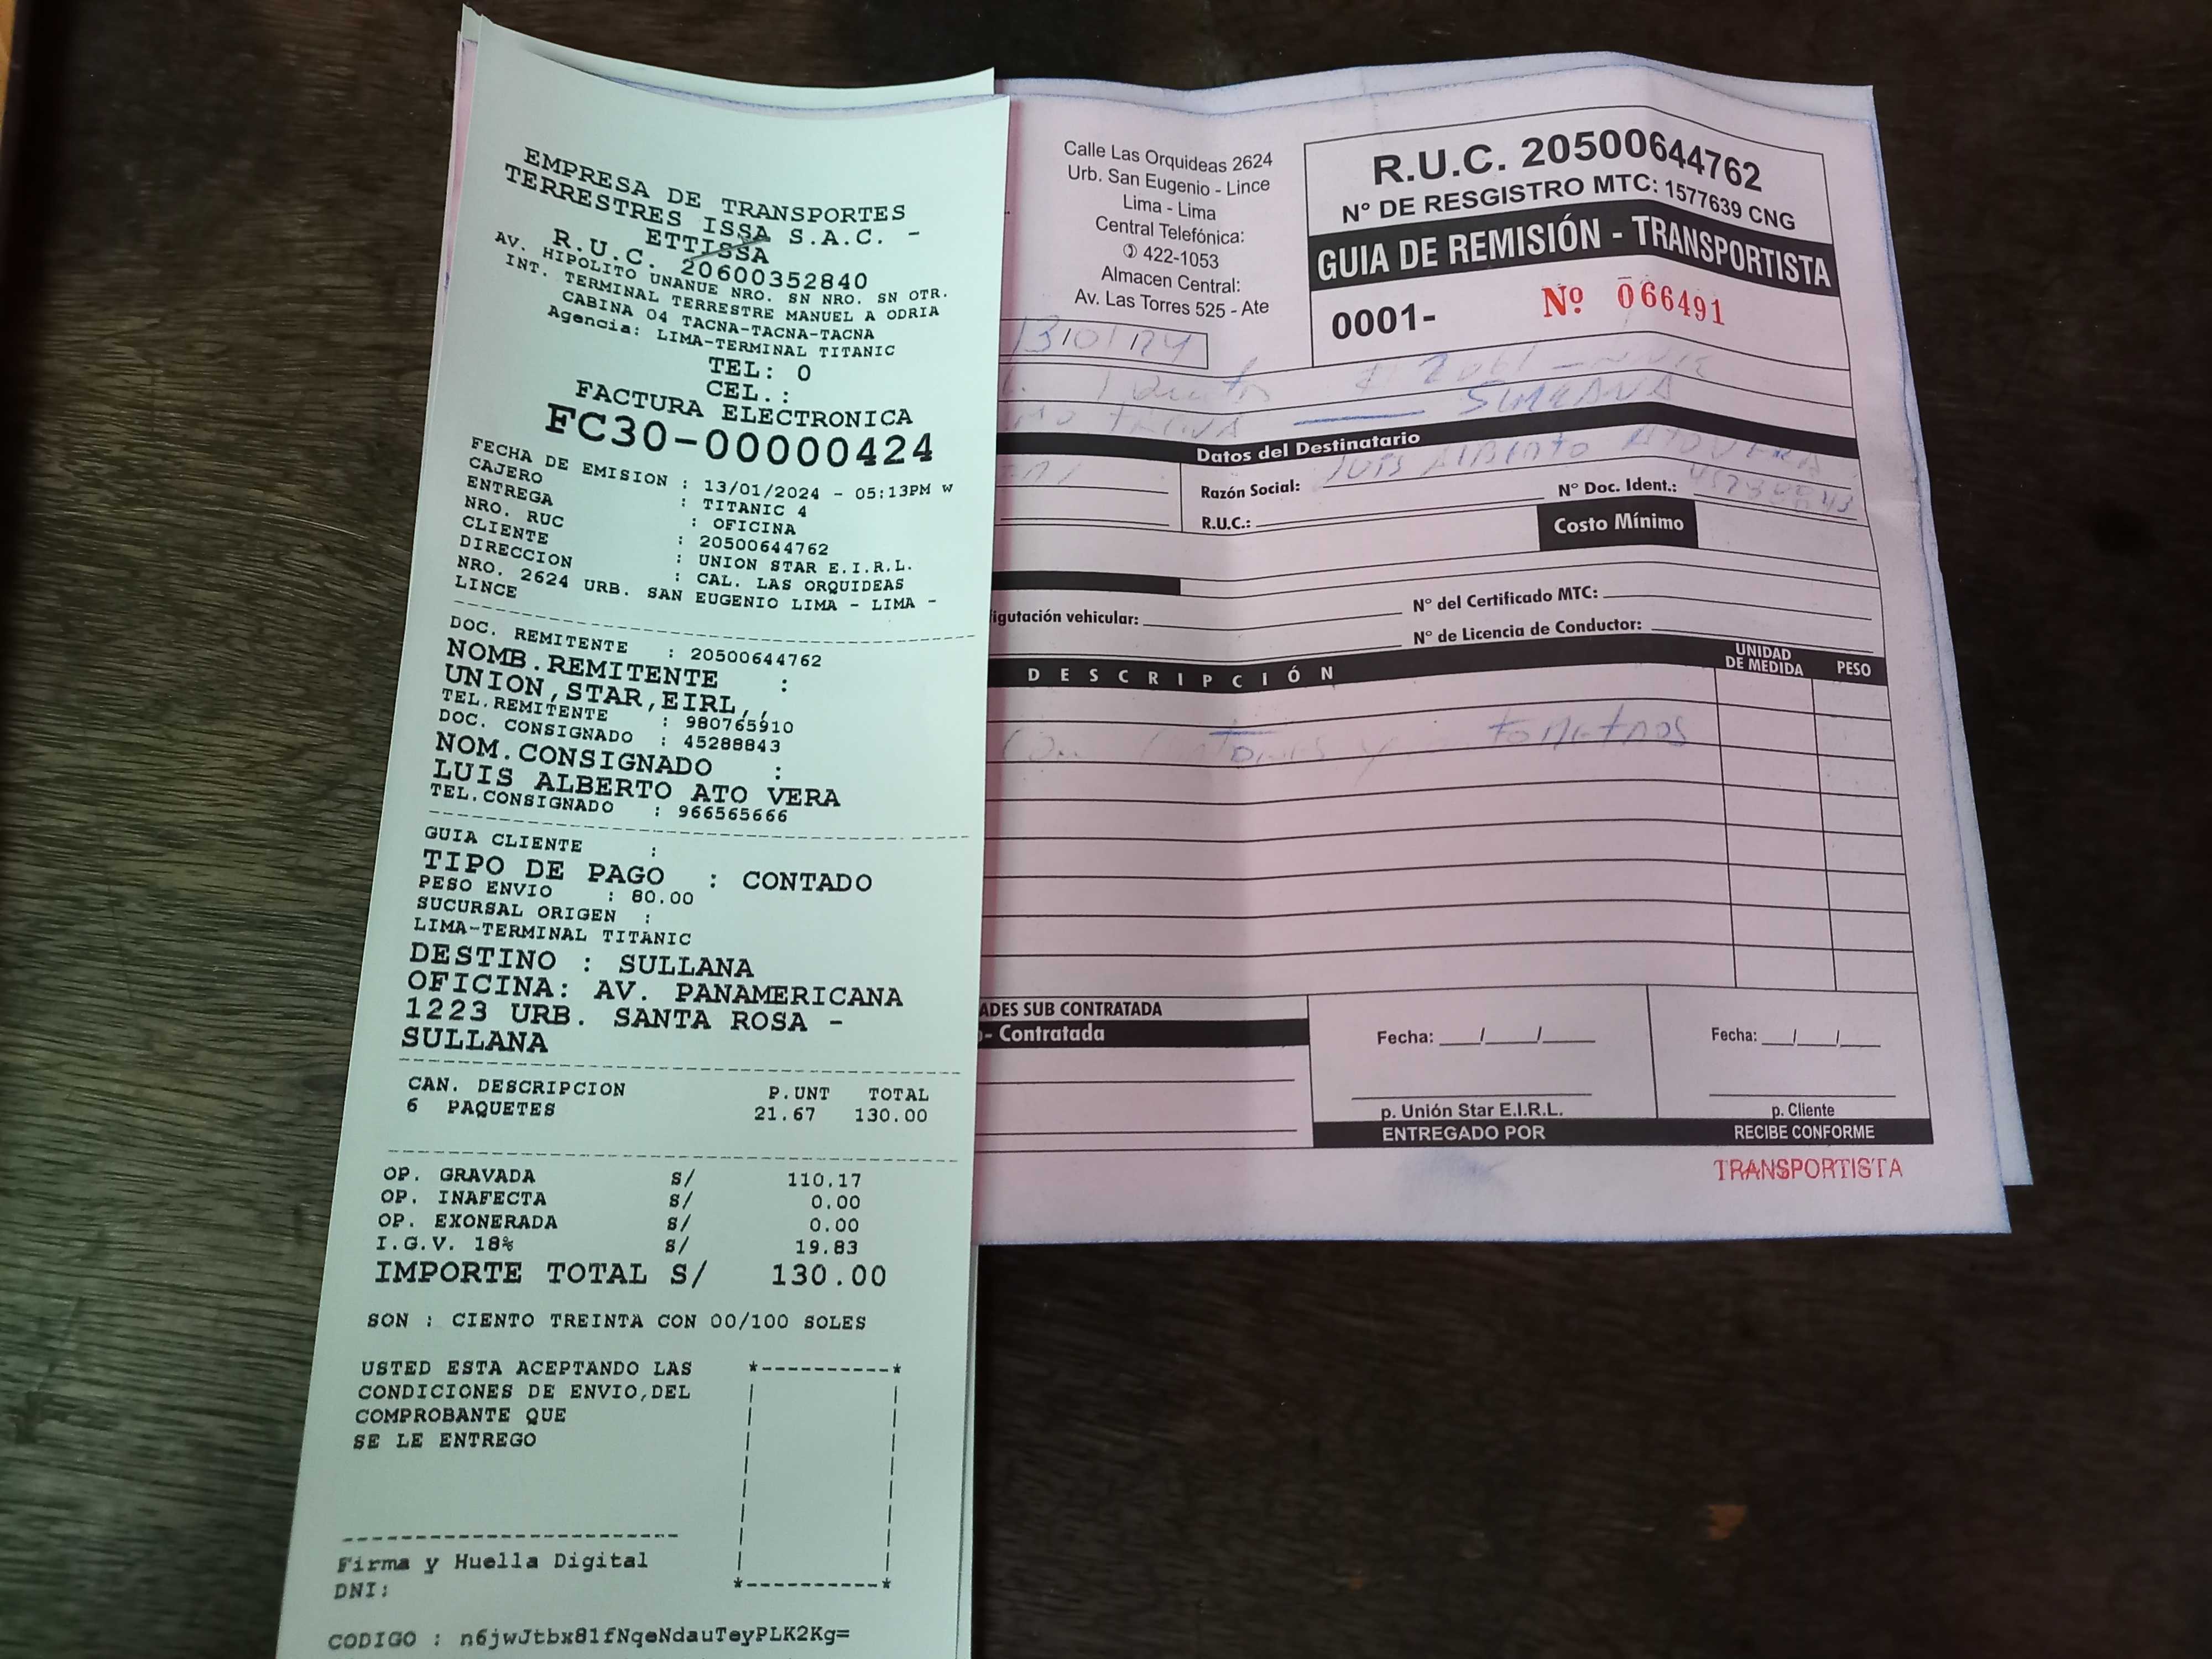 EMPRESA DE TRANSPORTES
TERRESTRES ISSA S.A.C. -
ETTISSA
R.U.C. 20600352840
AV. HIPOLITO UNANUE NRO. SN NRO. SN OTR.
INT. TERMINAL TERRESTRE MANUEL A ODRIA
CABINA 04 TACNA-TACNA-TACNA
Agencia: LIMA-TERMINAL TITANIC
TEL: 0
CEL.:
FACTURA ELECTRONICA
FC30-00000424
FECHA DE EMISION : 13/01/2024 - 05:13PM w
CAJERO : TITANIC 4
ENTREGA : OFICINA
NRO. RUC : 20500644762
CLIENTE : UNION STAR E.I.R.L.
DIRECCION : CAL. LAS ORQUIDEAS
NRO. 2624 URB. SAN EUGENIO LIMA - LIMA -
LINCE
DOC. REMITENTE : 20500644762
NOMB.REMITENTE :
UNION,STAR,EIRL,,
TEL.REMITENTE : 980765910
DOC. CONSIGNADO : 45288843
NOM.CONSIGNADO :
LUIS ALBERTO ATO VERA
TEL.CONSIGNADO : 966565666
GUIA CLIENTE :
TIPO DE PAGO : CONTADO
PESO ENVIO : 80.00
SUCURSAL ORIGEN :
LIMA-TERMINAL TITANIC
DESTINO : SULLANA
OFICINA: AV. PANAMERICANA
1223 URB. SANTA ROSA -
SULLANA
CAN. DESCRIPCION P.UNT TOTAL
6 PAQUETES 21.67 130.00
OP. GRAVADA S/ 110.17
OP. INAFECTA S/ 0.00
OP. EXONERADA S/ 0.00
I.G.V. 18% S/ 19.83
IMPORTE TOTAL S/ 130.00
SON : CIENTO TREINTA CON 00/100 SOLES
USTED ESTA ACEPTANDO LAS
CONDICIONES DE ENVIO,DEL
COMPROBANTE QUE
SE LE ENTREGO
Firma y Huella Digital
DNI:
CODIGO : n6jwJtbx81fNqeNdauTeyPLK2Kg=
Calle Las Orquideas 2624
Urb. San Eugenio - Lince
Lima - Lima
Central Telefónica:
422-1053
Almacen Central:
Av. Las Torres 525 - Ate
R.U.C. 20500644762
N° DE RESGISTRO MTC: 1577639 CNG
GUIA DE REMISIÓN - TRANSPORTISTA
0001- Nº 066491
Datos del Destinatario
Razón Social: LUIS ALBERTO ATO VERA
N° Doc. Ident.:
R.U.C.:
Costo Mínimo
igutación vehicular:
N° del Certificado MTC:
N° de Licencia de Conductor:
DESCRIPCIÓN
UNIDAD
DE MEDIDA
PESO
ADES SUB CONTRATADA
- Contratada
Fecha: ___/___/___
p. Unión Star E.I.R.L.
ENTREGADO POR
Fecha: ___/___/___
p. Cliente
RECIBE CONFORME
TRANSPORTISTA